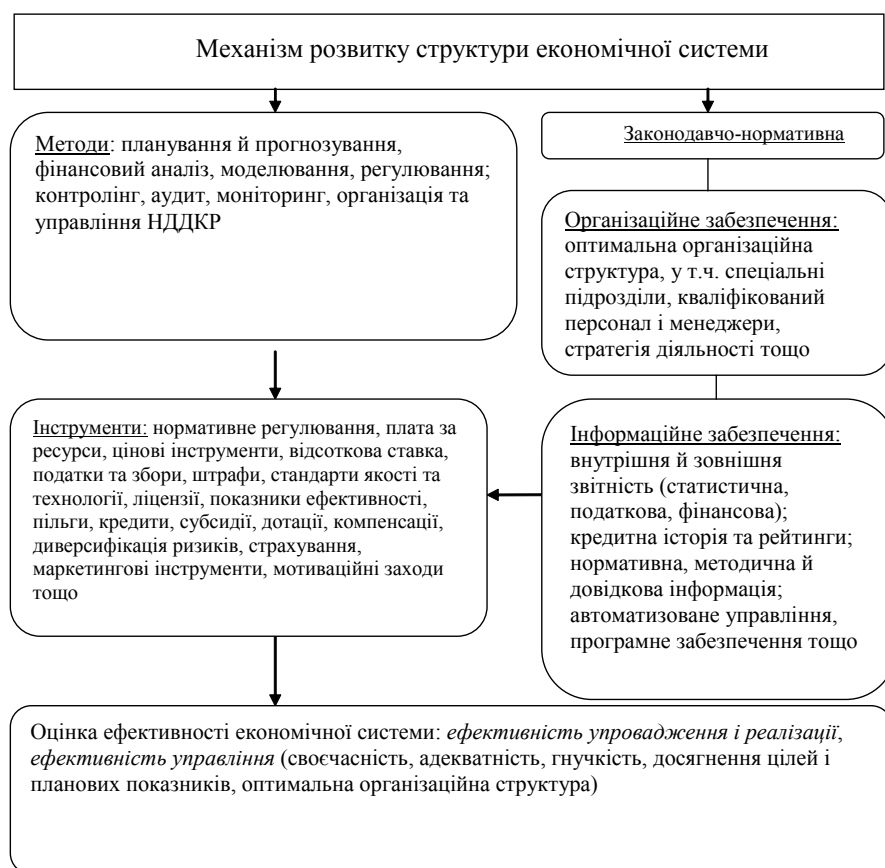 Механізм розвитку структури економічної системи
Методи: планування й прогнозування,
фінансовий аналіз, моделювання, регулювання;
контролінг, аудит, моніторинг, організація та
управління НДДКР
Законодавчо-нормативна
Організаційне забезпечення:
оптимальна організаційна
структура, у т.ч. спеціальні
підрозділи, кваліфікований
персонал і менеджери,
стратегія діяльності тощо
Інструменти: нормативне регулювання, плата за
ресурси, цінові інструменти, відсоткова ставка,
податки та збори, штрафи, стандарти якості та
технології, ліцензії, показники ефективності,
пільги, кредити, субсидії, дотації, компенсації,
диверсифікація ризиків, страхування,
маркетингові інструменти, мотиваційні заходи
тощо
Інформаційне забезпечення:
внутрішня й зовнішня
звітність (статистична,
податкова, фінансова);
кредитна історія та рейтинги;
нормативна, методична й
довідкова інформація;
автоматизоване управління,
програмне забезпечення тощо
Оцінка ефективності економічної системи: ефективність упровадження і реалізації,
ефективність управління (своєчасність, адекватність, гнучкість, досягнення цілей і
планових показників, оптимальна організаційна структура)